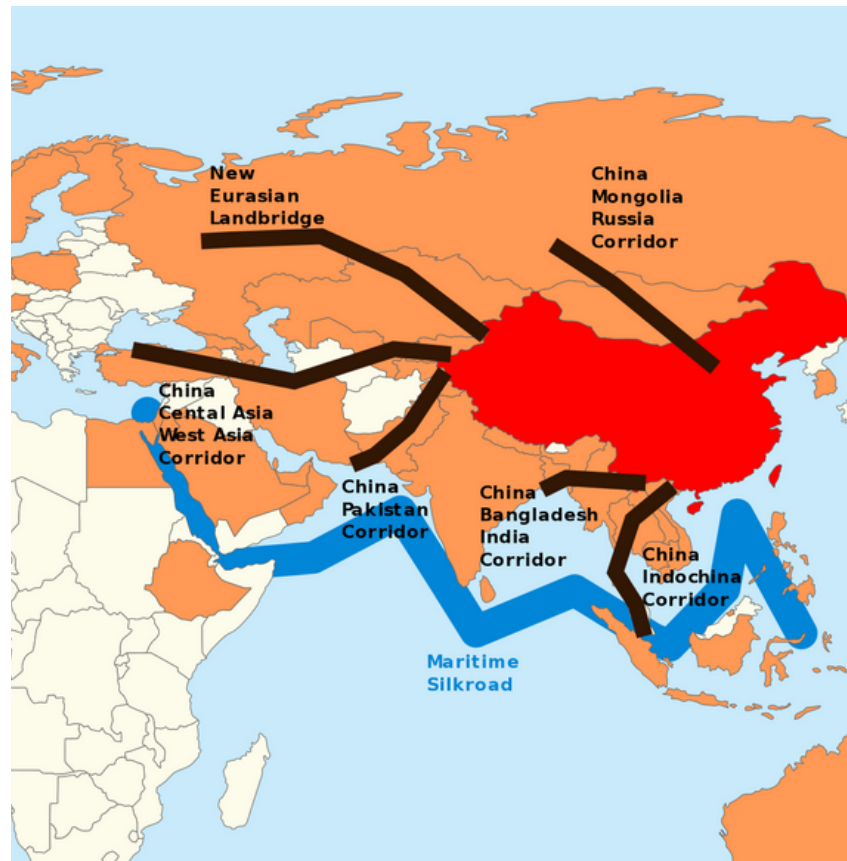 New
Eurasian
Landbridge
China
Mongolia
Russia
Corridor
China
Cental Asia
West Asia
Corridor
China
Pakistan
Corridor
China
Bangladesh
India
Corridor
China
Indochina
Corridor
Maritime
Silkroad